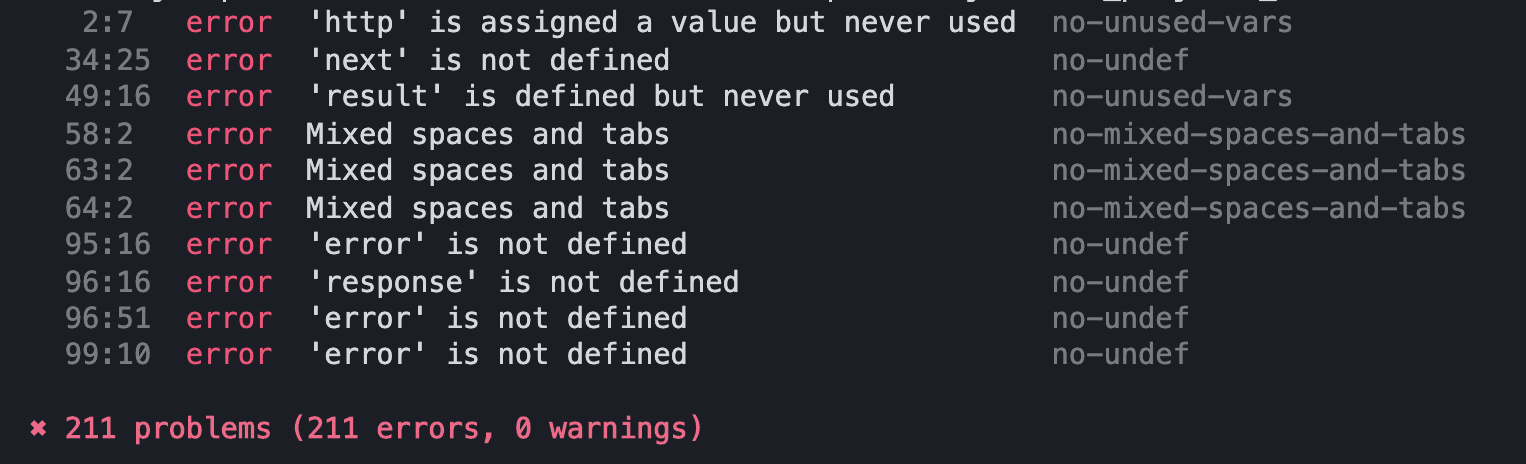 2:7 error 'http' is assigned a value but never used no-unused-vars
34:25 error 'next' is not defined no-undef
49:16 error 'result' is defined but never used no-unused-vars
58:2 error Mixed spaces and tabs no-mixed-spaces-and-tabs
63:2 error Mixed spaces and tabs no-mixed-spaces-and-tabs
64:2 error Mixed spaces and tabs no-mixed-spaces-and-tabs
95:16 error 'error' is not defined no-undef
96:16 error 'response' is not defined no-undef
96:51 error 'error' is not defined no-undef
99:10 error 'error' is not defined no-undef
✖ 211 problems (211 errors, 0 warnings)